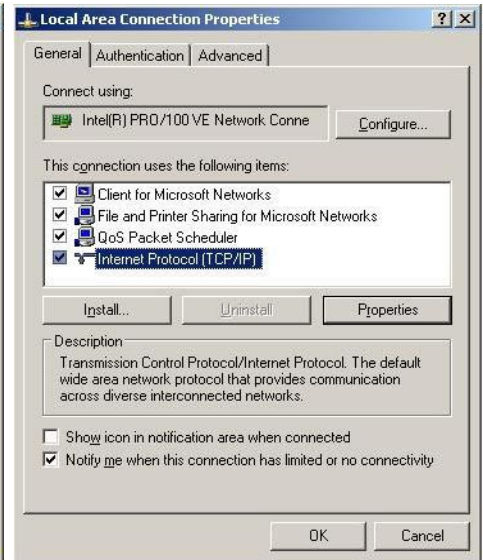 Local Area Connection Properties
General Authentication Advanced
Connect using:
Intel(R) PRO/100 VE Network Conne Configure...
This connection uses the following items:
Client for Microsoft Networks
File and Printer Sharing for Microsoft Networks
QoS Packet Scheduler
Internet Protocol (TCP/IP)
Install... Uninstall Properties
Description
Transmission Control Protocol/Internet Protocol. The default
wide area network protocol that provides communication
across diverse interconnected networks.
Show icon in notification area when connected
Notify me when this connection has limited or no connectivity
OK Cancel